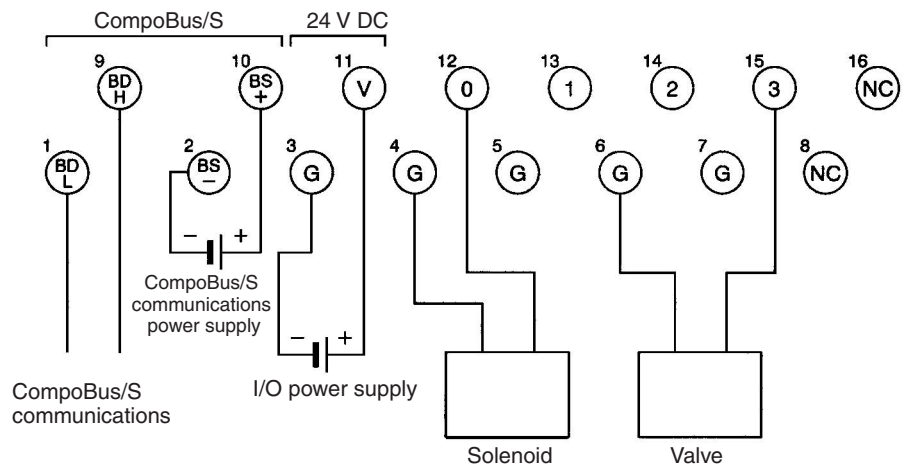 CompoBus/S
24 V DC
9
BD
H
10
BS
+
11
V
12
0
13
1
14
2
15
3
16
NC
1
BD
L
2
BS
−
3
G
4
G
5
G
6
G
7
G
8
NC
− +
CompoBus/S
communications
power supply
− +
I/O power supply
CompoBus/S
communications
Solenoid
Valve